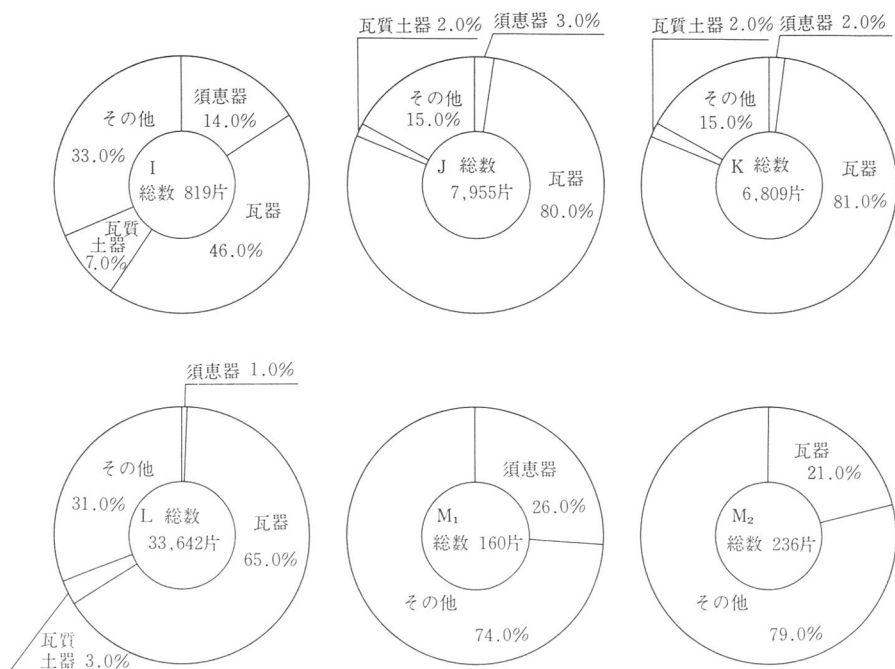 瓦質土器 2.0%
須恵器 3.0%
瓦質土器 2.0%
須恵器 2.0%
その他
33.0%
須恵器
14.0%
I
総数 819片
瓦器
46.0%
瓦質
土器
7.0%
その他
15.0%
J 総数
7,955片
瓦器
80.0%
その他
15.0%
K 総数
6,809片
瓦器
81.0%
須恵器 1.0%
その他
31.0%
L 総数
33,642片
瓦器
65.0%
瓦質
土器 3.0%
須恵器
26.0%
M₁
総数 160片
その他
74.0%
瓦器
21.0%
M₂
総数 236片
その他
79.0%